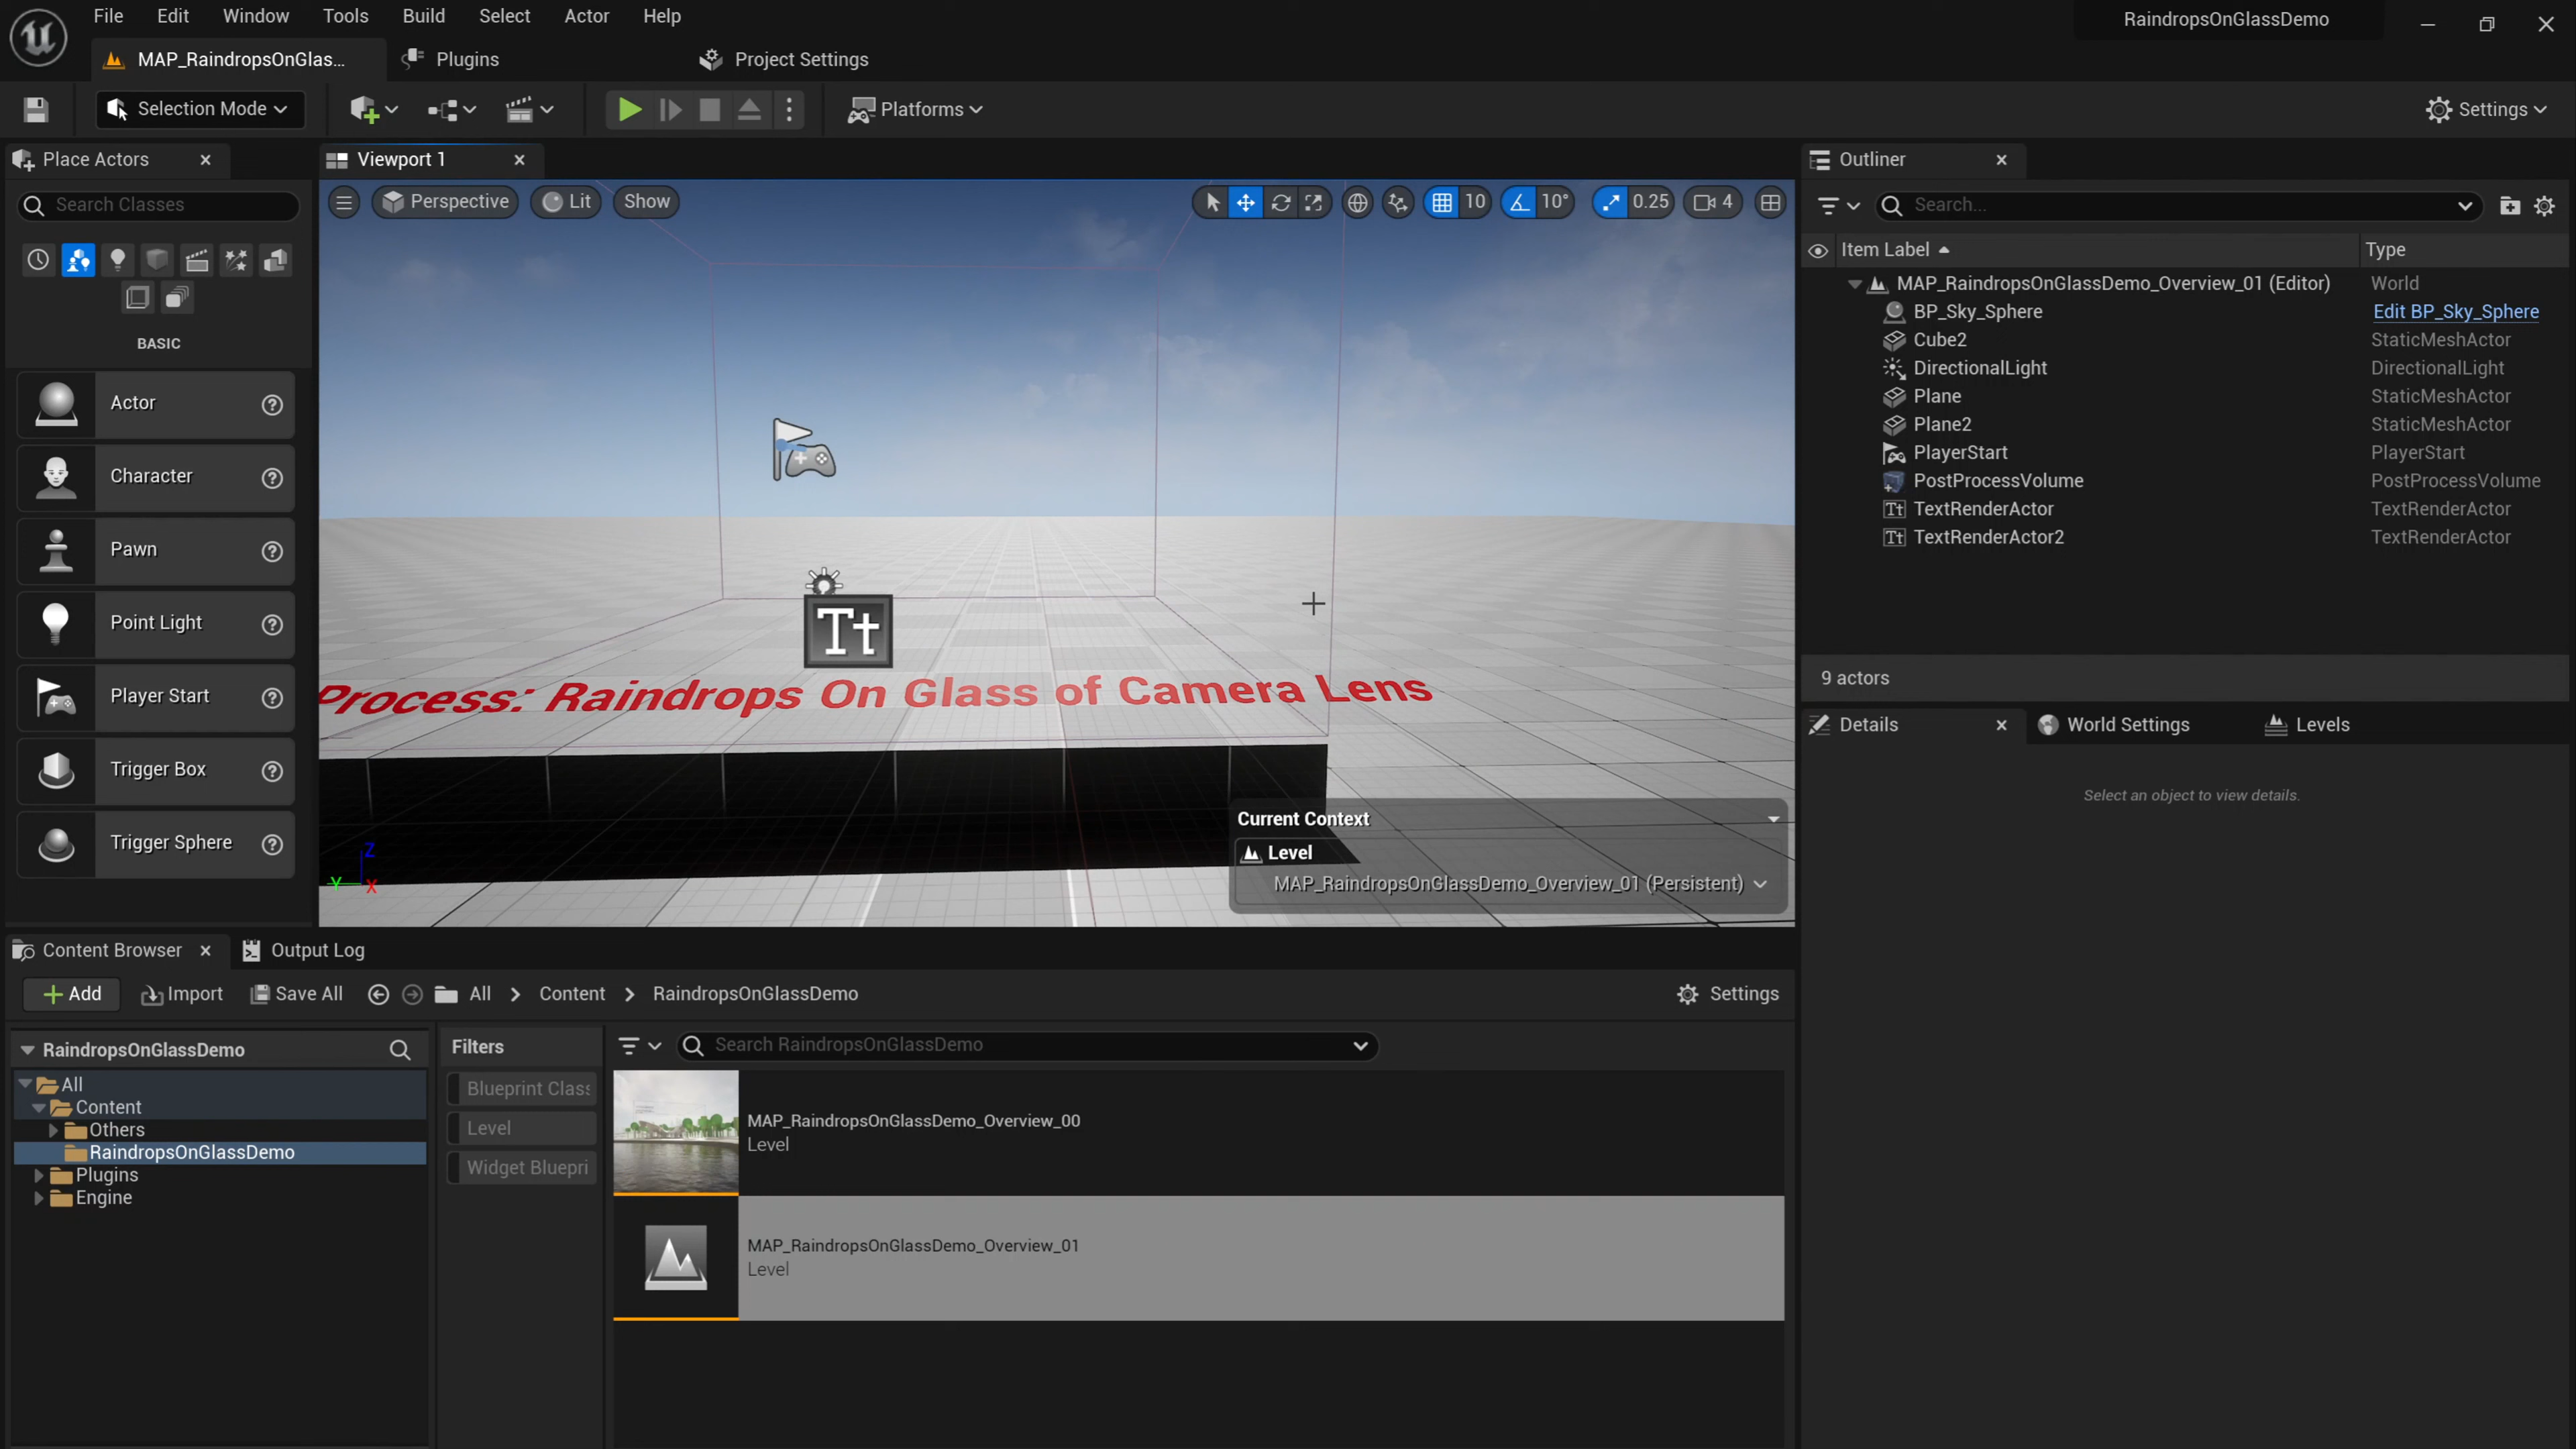 File Edit Window Tools Build Select Actor Help
RaindropsOnGlassDemo
MAP_RaindropsOnGlas...
Plugins
Project Settings
Selection Mode
Platforms
Settings
Place Actors
Search Classes
BASIC
Actor
Character
Pawn
Point Light
Player Start
Trigger Box
Trigger Sphere
Viewport 1
Perspective
Lit
Show
10
10°
0.25
4
Tt
Process: Raindrops On Glass of Camera Lens
Z
Y
X
Current Context
Level
MAP_RaindropsOnGlassDemo_Overview_01 (Persistent)
Outliner
Search...
Item Label
Type
MAP_RaindropsOnGlassDemo_Overview_01 (Editor) World
BP_Sky_Sphere Edit BP_Sky_Sphere
Cube2 StaticMeshActor
DirectionalLight DirectionalLight
Plane StaticMeshActor
Plane2 StaticMeshActor
PlayerStart PlayerStart
PostProcessVolume PostProcessVolume
Tt TextRenderActor TextRenderActor
Tt TextRenderActor2 TextRenderActor
9 actors
Details
World Settings
Levels
Select an object to view details.
Content Browser
Output Log
Add
Import
Save All
All
Content
RaindropsOnGlassDemo
Settings
RaindropsOnGlassDemo
All
Content
Others
RaindropsOnGlassDemo
Plugins
Engine
Filters
Blueprint Clas
Level
Widget Bluepri
Search RaindropsOnGlassDemo
MAP_RaindropsOnGlassDemo_Overview_00
Level
MAP_RaindropsOnGlassDemo_Overview_01
Level